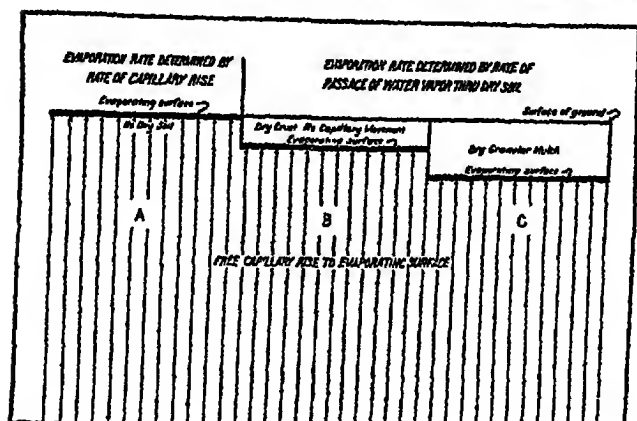 EVAPORATION RATE DETERMINED BY
RATE OF CAPILLARY RISE
EVAPORATION RATE DETERMINED BY RATE OF
PASSAGE OF WATER VAPOR THRU DRY SOIL
Evaporating surface
Surface of ground
No Dry Soil
Dry Crust No Capillary Movement
Evaporating surface
Dry Granular Mulch
Evaporating surface
A
B
C
FREE CAPILLARY RISE TO EVAPORATING SURFACE